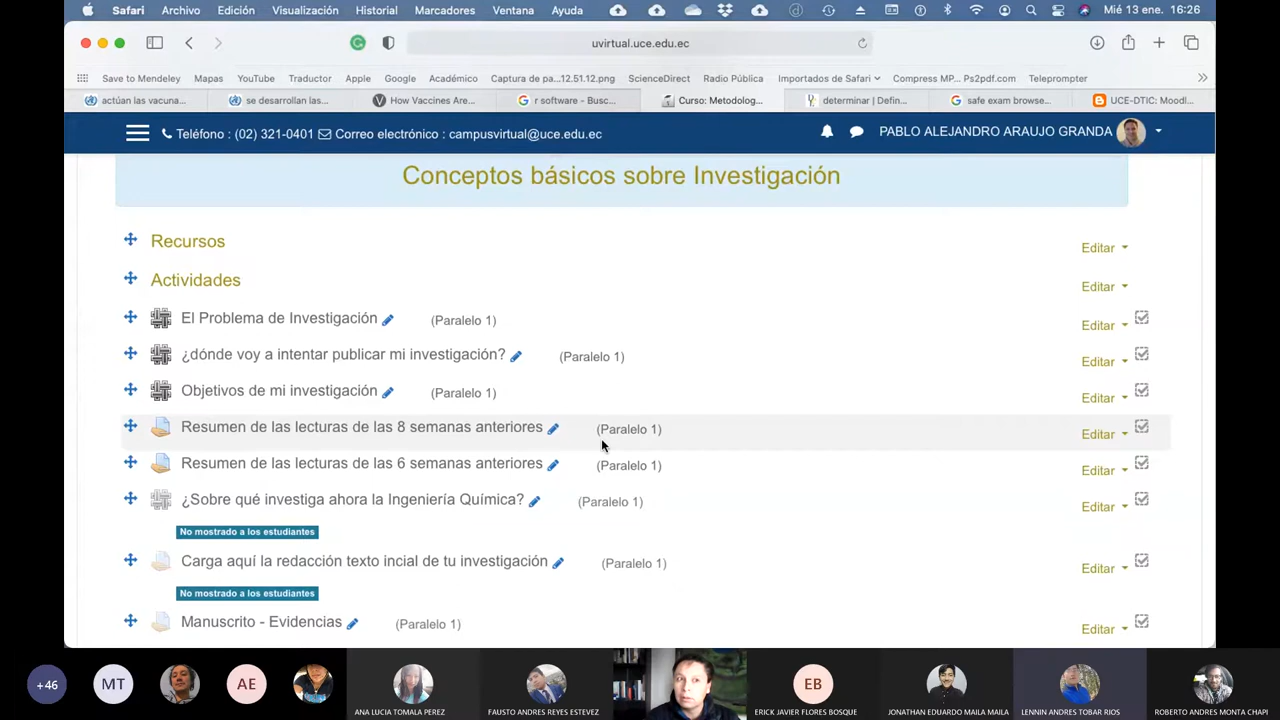 Safari Archivo Edición Visualización Historial Marcadores Ventana Ayuda Mié 13 ene. 16:26
uvirtual.uce.edu.ec
Save to Mendeley Mapas YouTube Traductor Apple Google Académico Captura de pa...12.51.12.png ScienceDirect Radio Pública Importados de Safari Compress MP... Ps2pdf.com Teleprompter
actúan las vacuna... se desarrollan las... How Vaccines Are... r software - Busc... Curso: Metodolog... determinar | Defin... safe exam browse... UCE-DTIC: Moodl...
Teléfono : (02) 321-0401 Correo electrónico : campusvirtual@uce.edu.ec PABLO ALEJANDRO ARAUJO GRANDA
Conceptos básicos sobre Investigación
Recursos Editar
Actividades Editar
El Problema de Investigación (Paralelo 1) Editar
¿dónde voy a intentar publicar mi investigación? (Paralelo 1) Editar
Objetivos de mi investigación (Paralelo 1) Editar
Resumen de las lecturas de las 8 semanas anteriores (Paralelo 1) Editar
Resumen de las lecturas de las 6 semanas anteriores (Paralelo 1) Editar
¿Sobre qué investiga ahora la Ingeniería Química? (Paralelo 1) Editar
No mostrado a los estudiantes
Carga aquí la redacción texto incial de tu investigación (Paralelo 1) Editar
No mostrado a los estudiantes
Manuscrito - Evidencias (Paralelo 1) Editar
+46 MT AE EB
ANA LUCIA TOMALA PEREZ FAUSTO ANDRES REYES ESTEVEZ ERICK JAVIER FLORES BOSQUE JONATHAN EDUARDO MAILA MAILA LENNIN ANDRES TOBAR RIOS ROBERTO ANDRES MONTA CHAPI